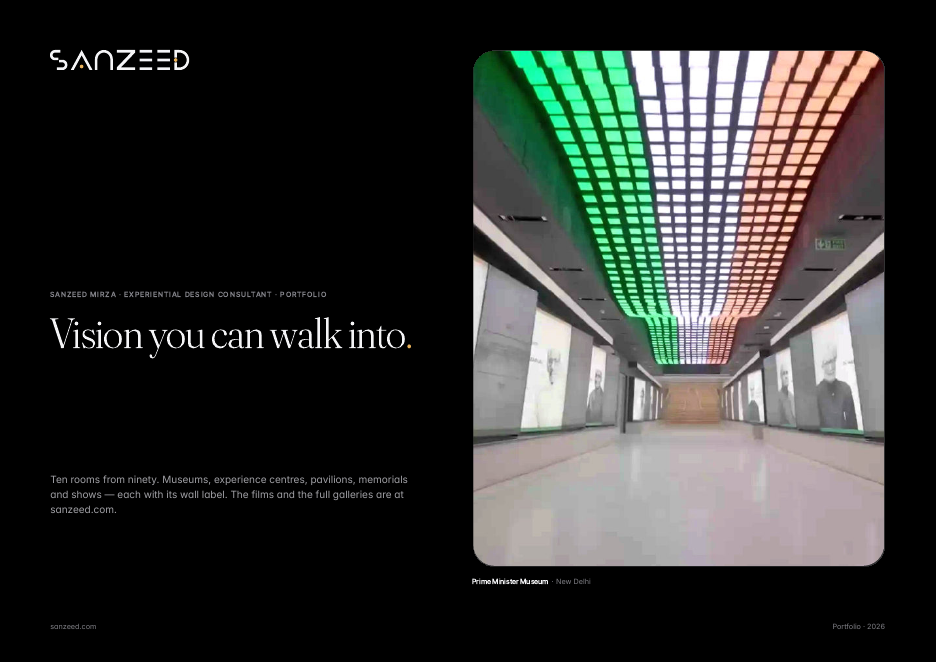 SANZEED
SANZEED MIRZA · EXPERIENTIAL DESIGN CONSULTANT · PORTFOLIO
Vision you can walk into.
Ten rooms from ninety. Museums, experience centres, pavilions, memorials
and shows — each with its wall label. The films and the full galleries are at
sanzeed.com.
Prime Minister Museum · New Delhi
sanzeed.com
Portfolio · 2026